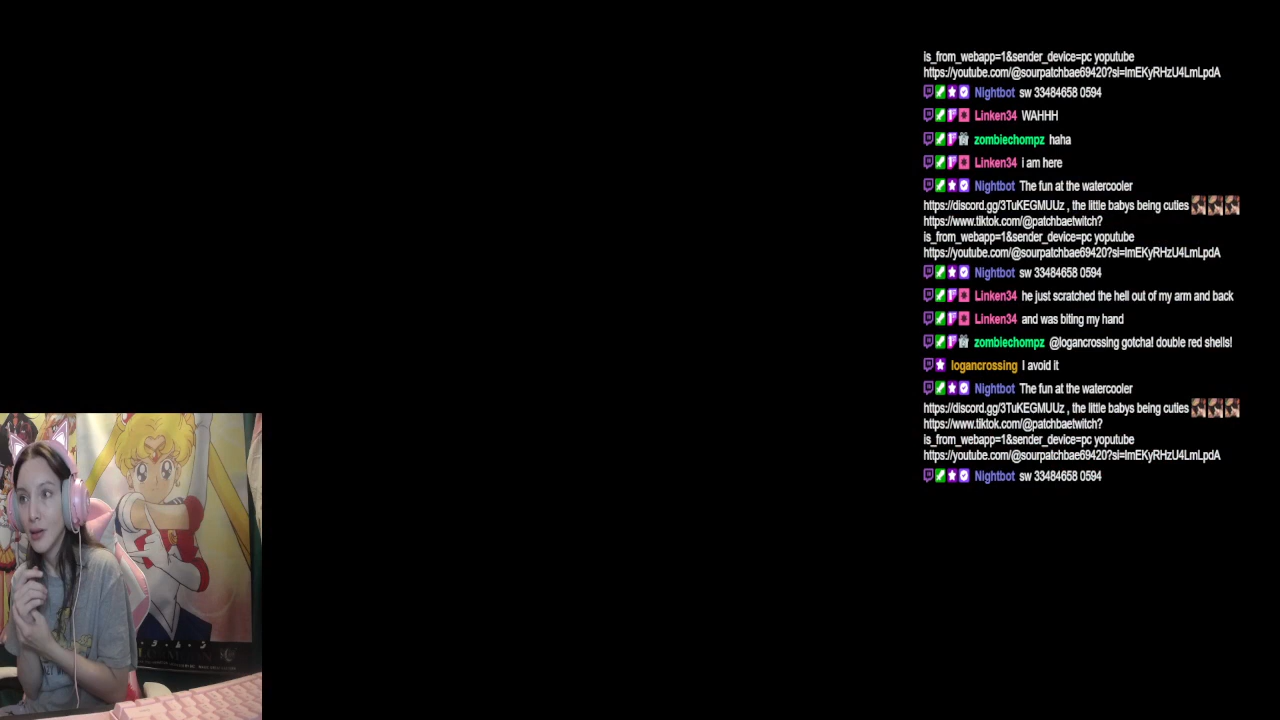 is_from_webapp=1&sender_device=pc yoputube
https://youtube.com/@sourpatchbae69420?si=ImEKyRHzU4LmLpdA
Nightbot sw 33484658 0594
Linken34 WAHHH
zombiechompz haha
Linken34 i am here
Nightbot The fun at the watercooler
https://discord.gg/3TuKEGMUUz , the little babys being cuties
https://www.tiktok.com/@patchbaetwitch?
is_from_webapp=1&sender_device=pc yoputube
https://youtube.com/@sourpatchbae69420?si=ImEKyRHzU4LmLpdA
Nightbot sw 33484658 0594
Linken34 he just scratched the hell out of my arm and back
Linken34 and was biting my hand
zombiechompz @logancrossing gotcha! double red shells!
logancrossing I avoid it
Nightbot The fun at the watercooler
https://discord.gg/3TuKEGMUUz , the little babys being cuties
https://www.tiktok.com/@patchbaetwitch?
is_from_webapp=1&sender_device=pc yoputube
https://youtube.com/@sourpatchbae69420?si=ImEKyRHzU4LmLpdA
Nightbot sw 33484658 0594